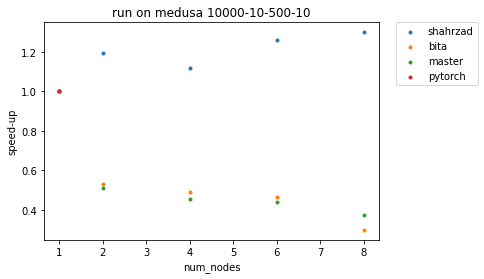 run on medusa 10000-10-500-10
speed-up
1.2
1.0
0.8
0.6
0.4
1 2 3 4 5 6 7 8
num_nodes
shahrzad
bita
master
pytorch